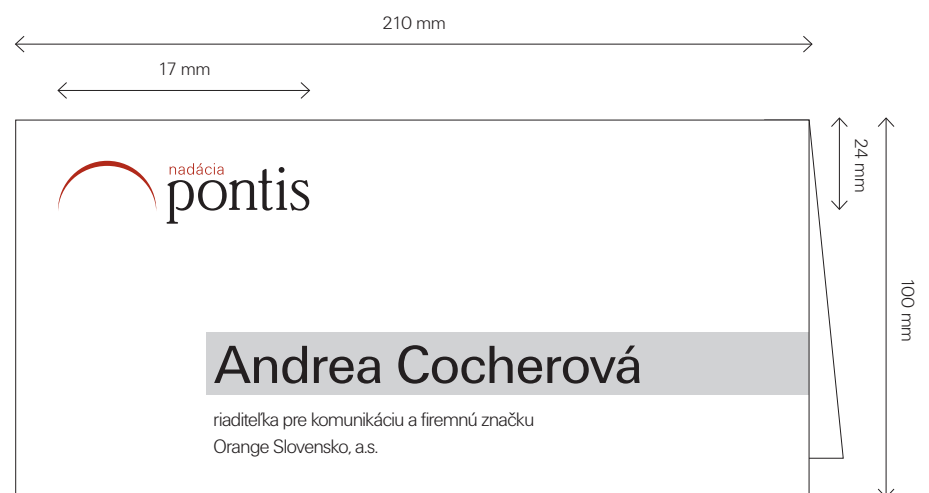 210 mm
17 mm
24 mm
nadácia
pontis
100 mm
Andrea Cocherová
riaditeľka pre komunikáciu a firemnú značku
Orange Slovensko, a.s.